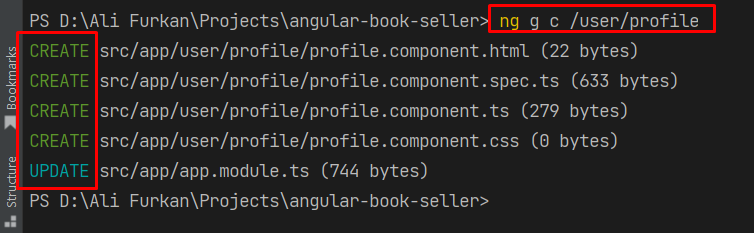 PS D:\Ali Furkan\Projects\angular-book-seller> ng g c /user/profile
CREATE src/app/user/profile/profile.component.html (22 bytes)
CREATE src/app/user/profile/profile.component.spec.ts (633 bytes)
CREATE src/app/user/profile/profile.component.ts (279 bytes)
CREATE src/app/user/profile/profile.component.css (0 bytes)
UPDATE src/app/app.module.ts (744 bytes)
PS D:\Ali Furkan\Projects\angular-book-seller>
Bookmarks
Structure